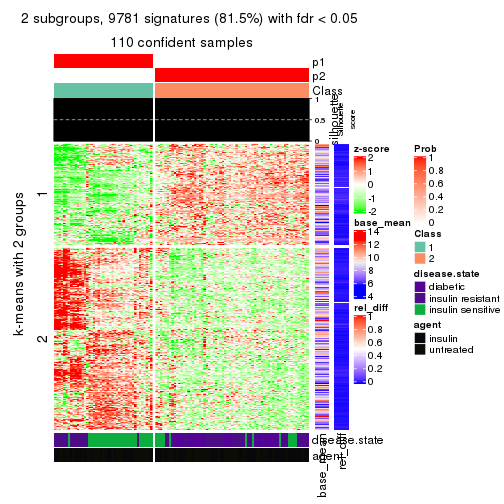 2 subgroups, 9781 signatures (81.5%) with fdr < 0.05
110 confident samples
p1
p2
Class
1
0.5
0
silhouette
score
silhouette
k-means with 2 groups
1
2
z-score
2
1
0
-1
-2
base_mean
14
12
10
8
6
4
rel_diff
1
0.8
0.6
0.4
0.2
0
Prob
1
0.8
0.6
0.4
0.2
0
Class
1
2
disease.state
diabetic
insulin resistant
insulin sensitive
agent
insulin
untreated
disease.state
agent
base_mean
rel_diff